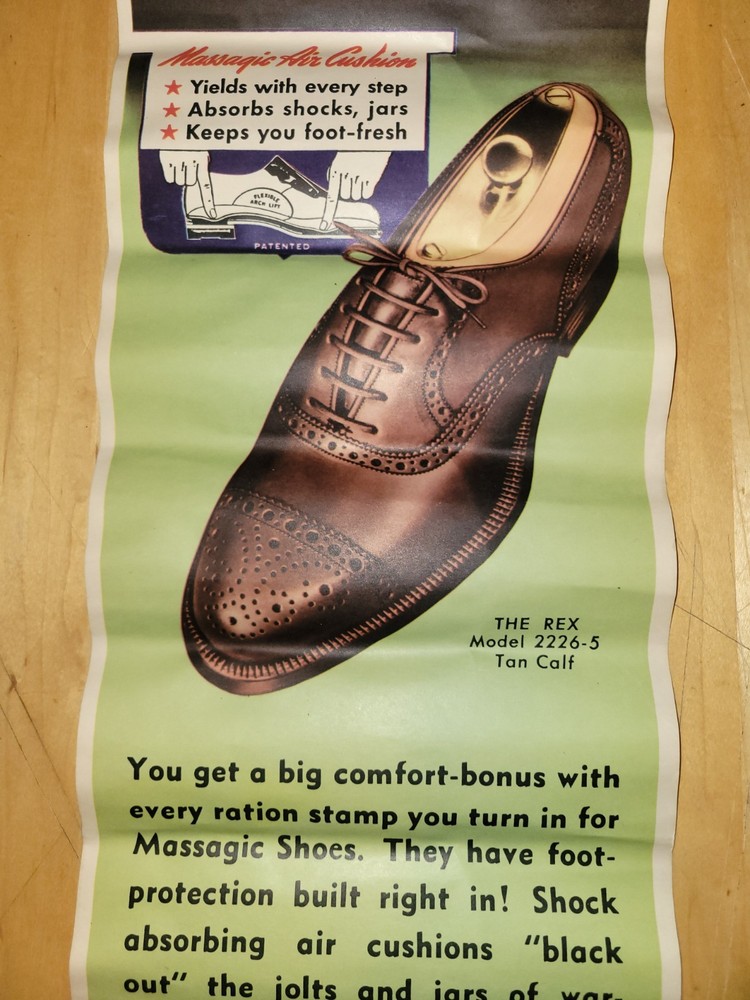 Massagic Air Cushion
★ Yields with every step
★ Absorbs shocks, jars
★ Keeps you foot-fresh
FLEXIBLE
ARCH LIFT
PATENTED
THE REX
Model 2226-5
Tan Calf
You get a big comfort-bonus with
every ration stamp you turn in for
Massagic Shoes. They have foot-
protection built right in! Shock
absorbing air cushions "black
out" the jolts and jars of war-